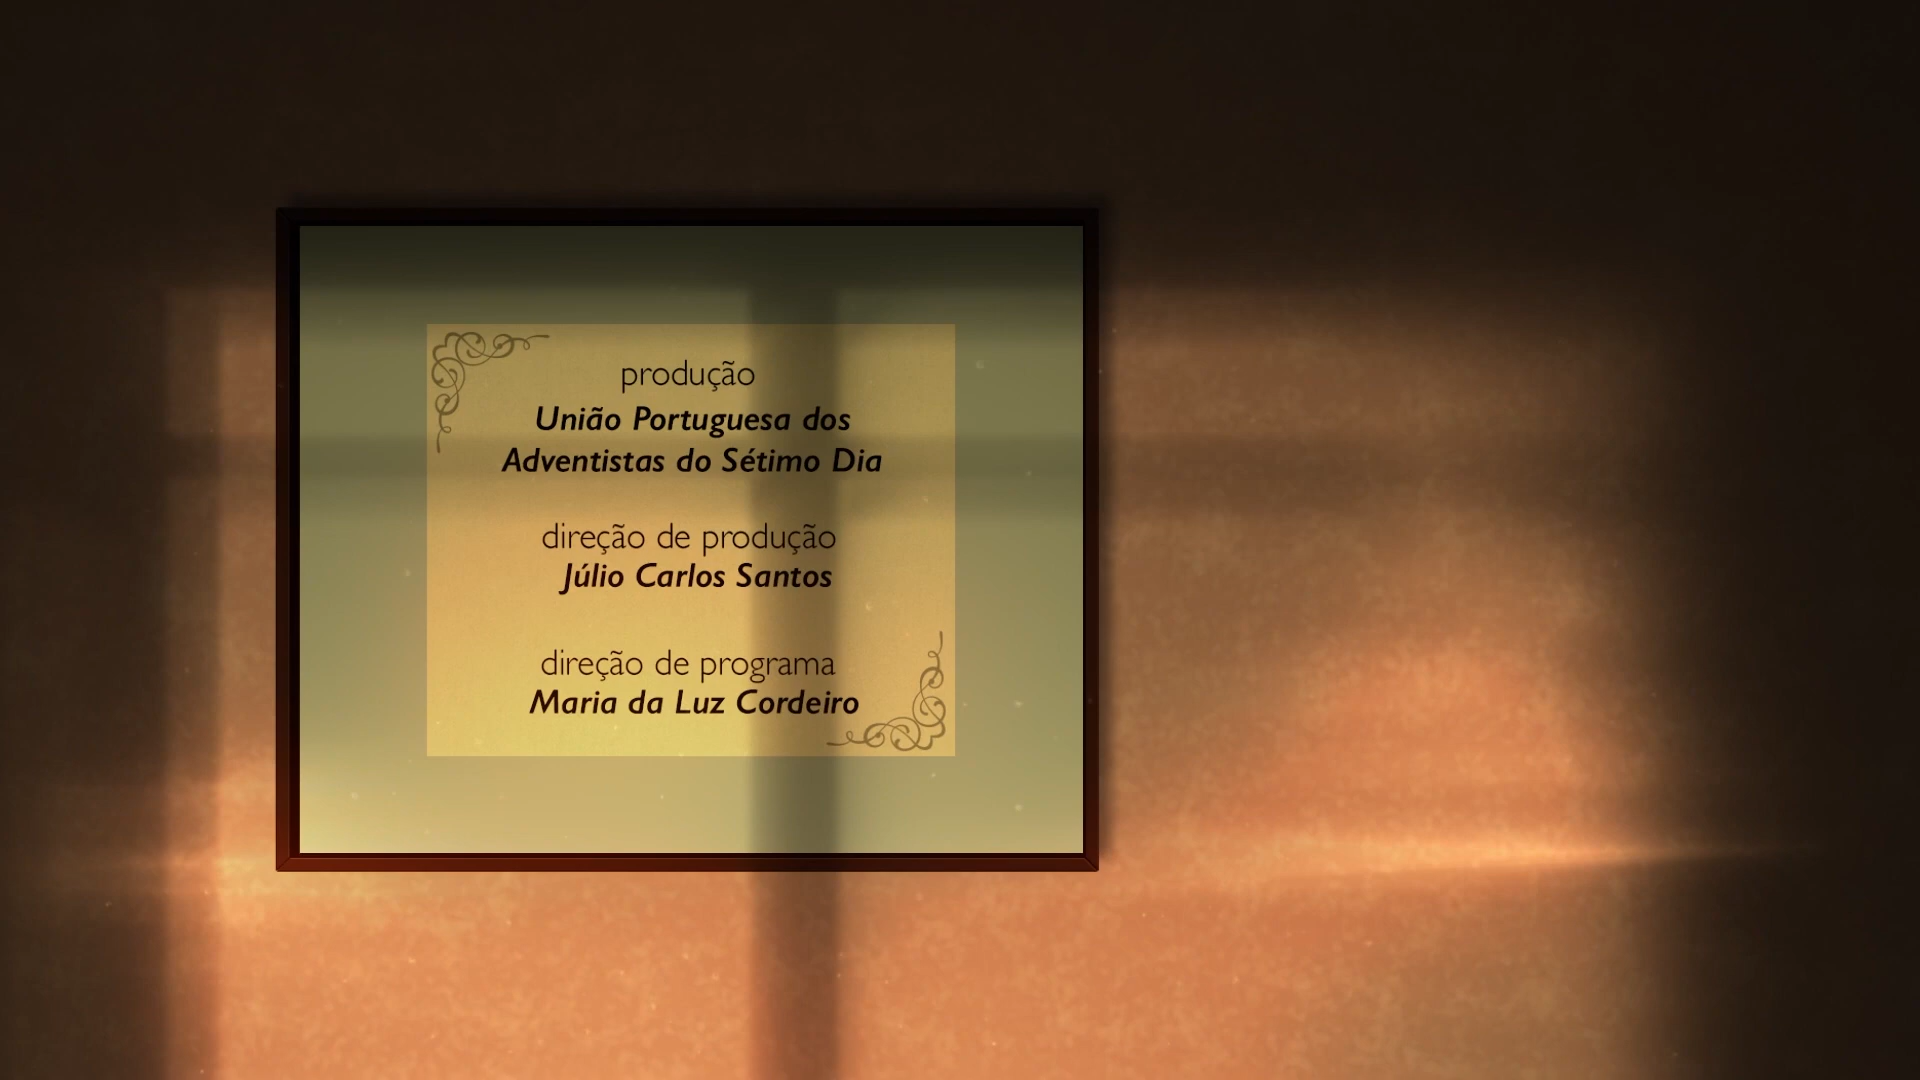 produção
União Portuguesa dos
Adventistas do Sétimo Dia
direção de produção
Júlio Carlos Santos
direção de programa
Maria da Luz Cordeiro